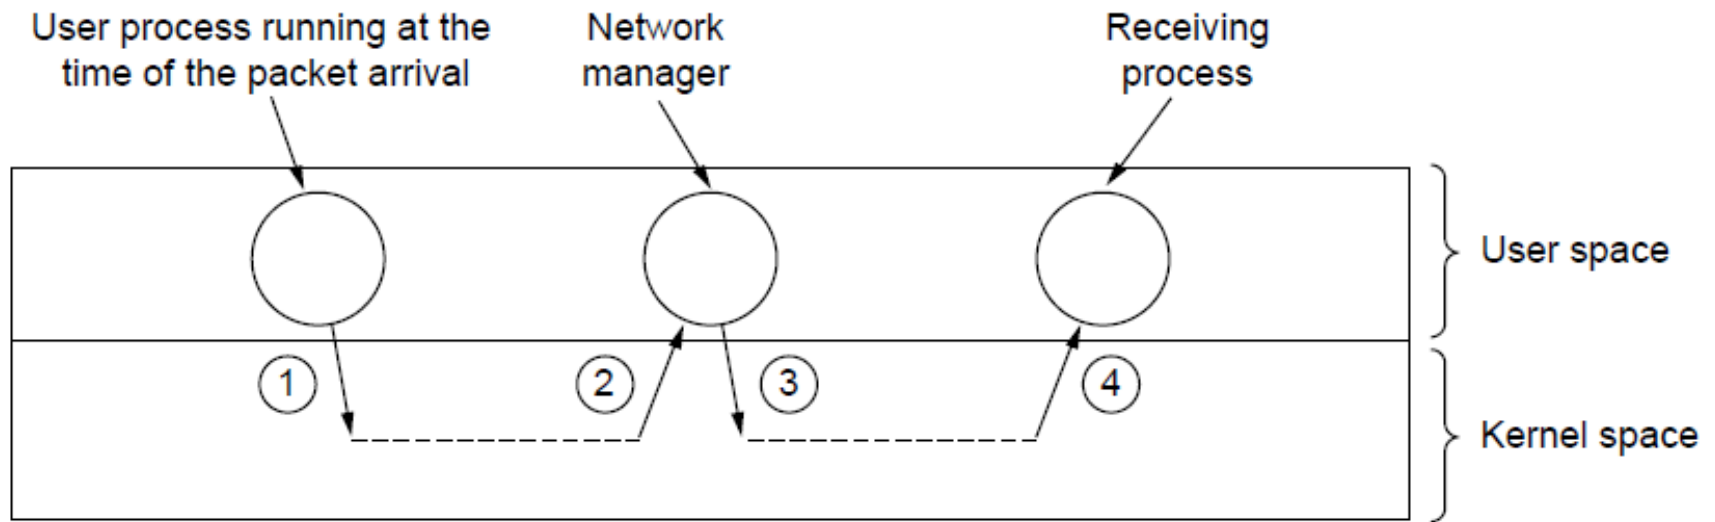 User process running at the
time of the packet arrival
Network
manager
Receiving
process
User space
1
2
3
4
Kernel space